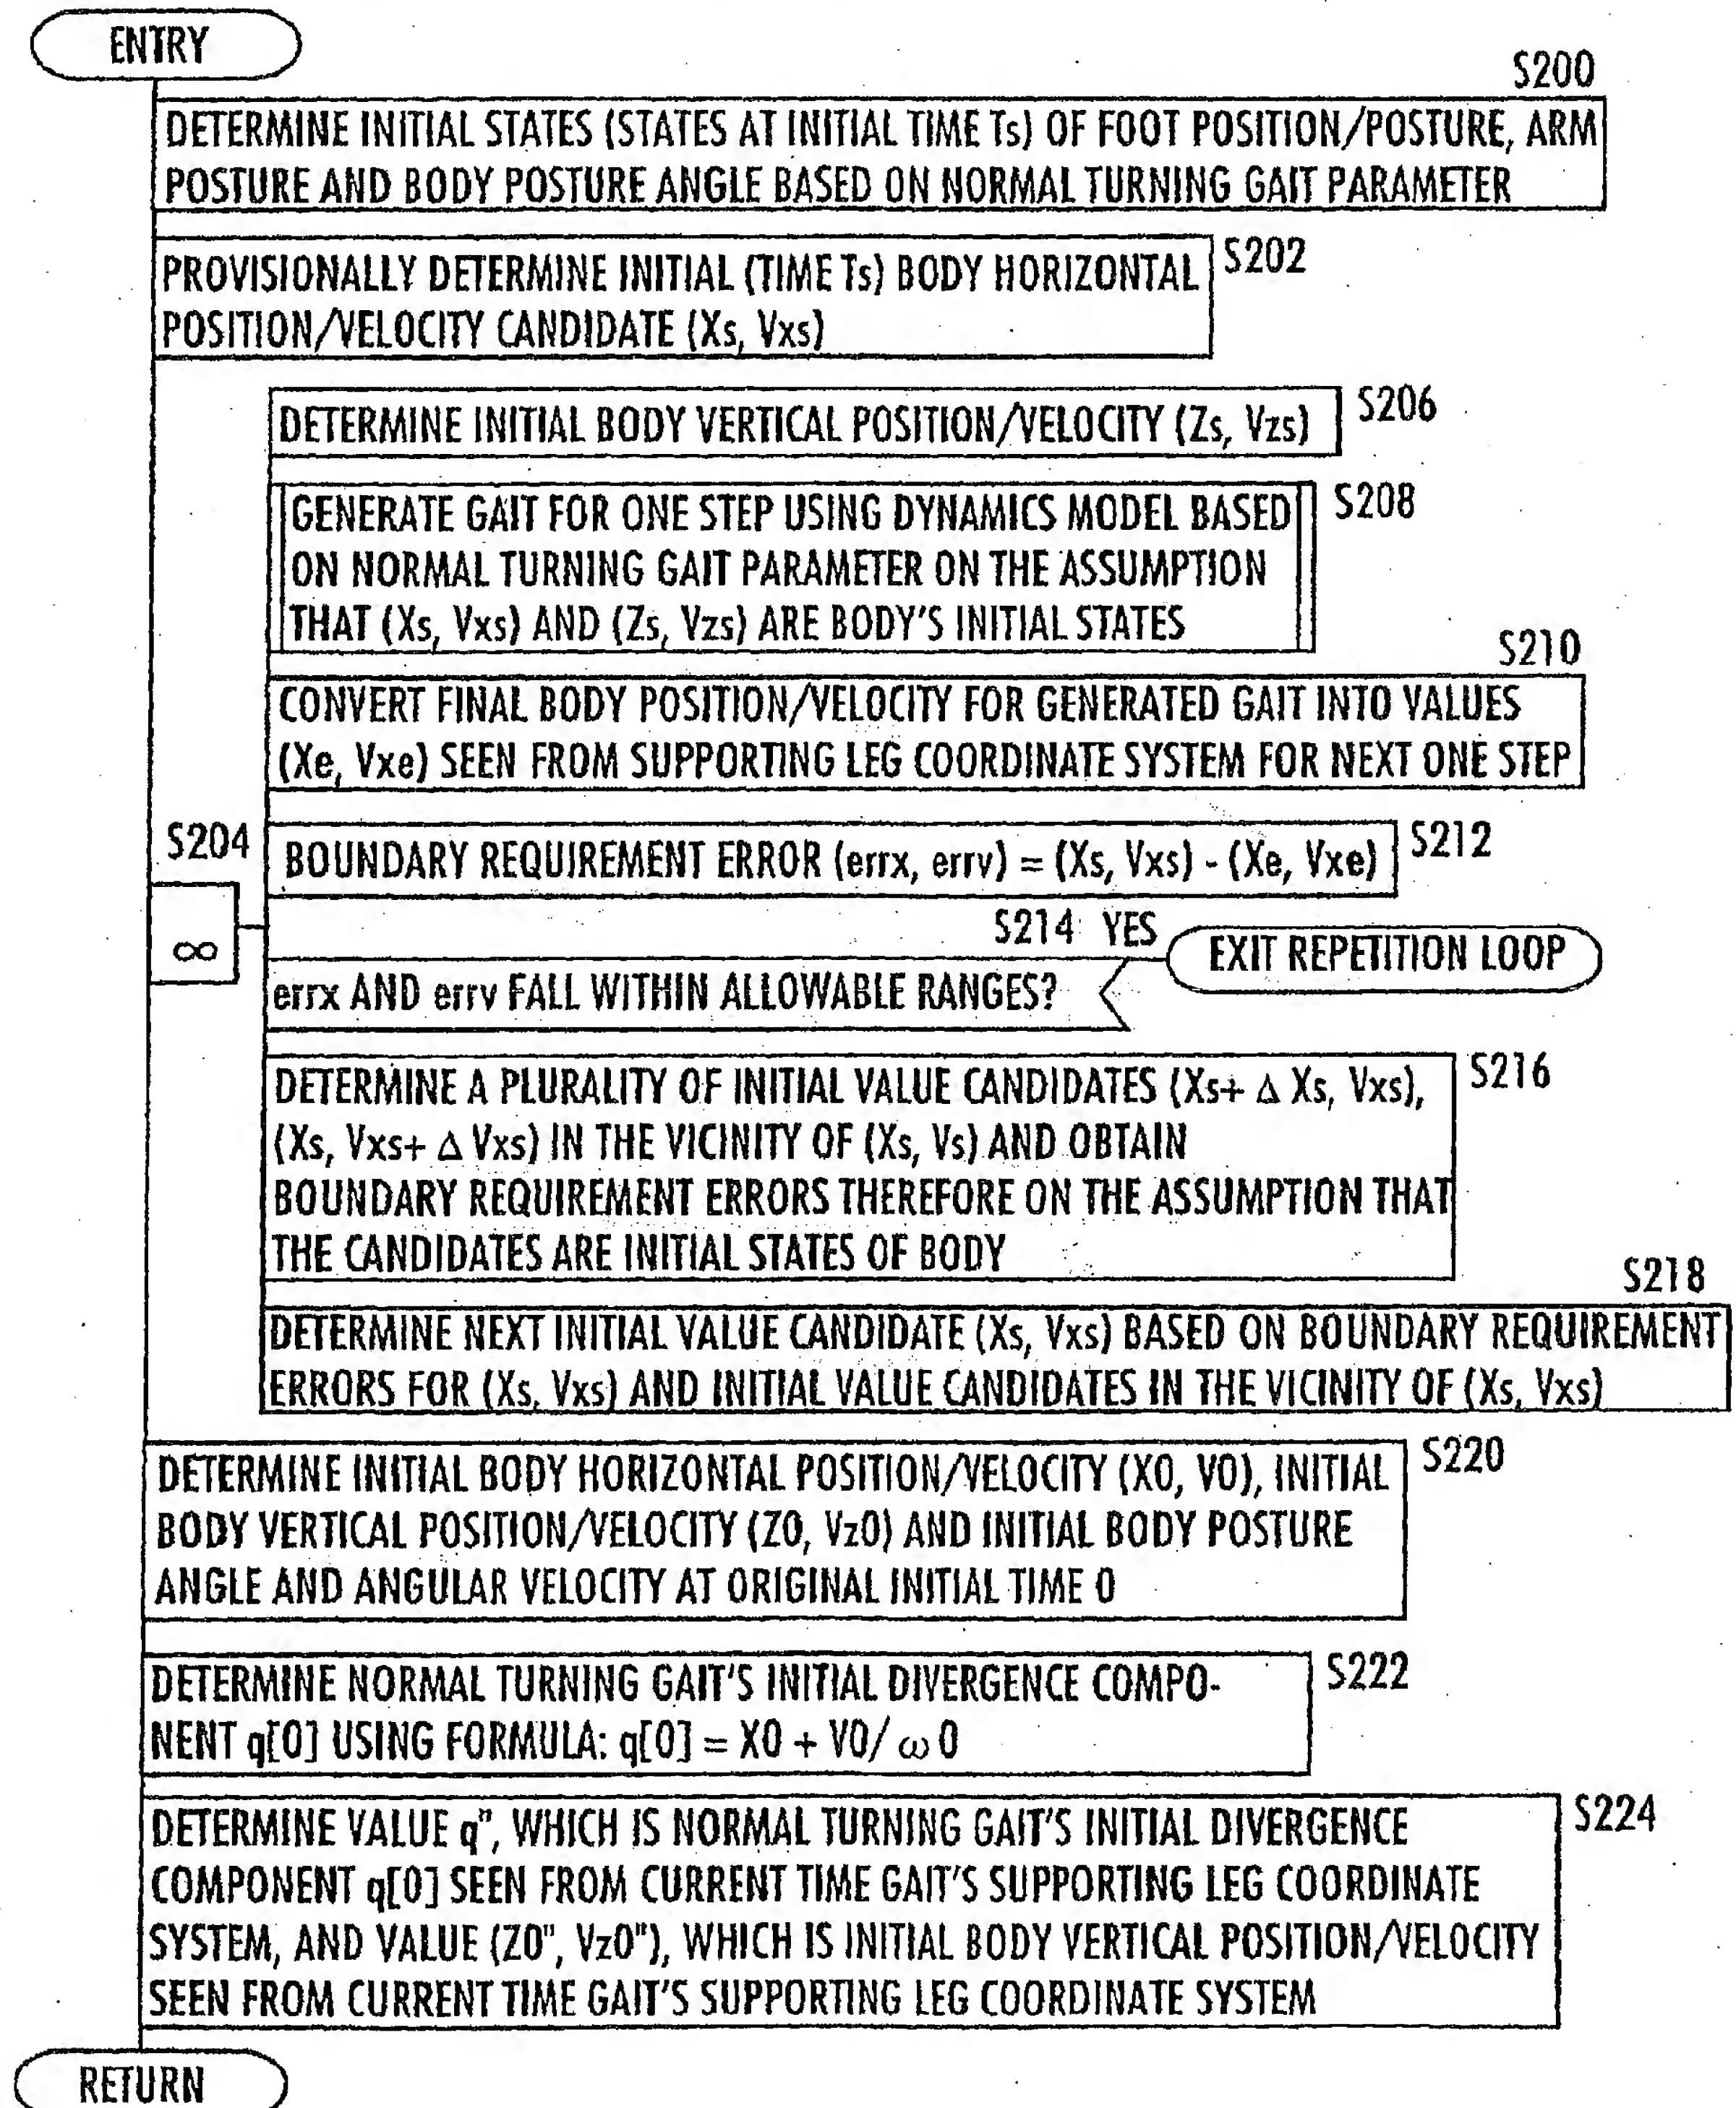 ENTRY
S200
DETERMINE INITIAL STATES (STATES AT INITIAL TIME Ts) OF FOOT POSITION/POSTURE, ARM
POSTURE AND BODY POSTURE ANGLE BASED ON NORMAL TURNING GAIT PARAMETER
PROVISIONALLY DETERMINE INITIAL (TIME Ts) BODY HORIZONTAL
POSITION/VELOCITY CANDIDATE (Xs, Vxs)
S202
DETERMINE INITIAL BODY VERTICAL POSITION/VELOCITY (Zs, Vzs)
S206
GENERATE GAIT FOR ONE STEP USING DYNAMICS MODEL BASED
ON NORMAL TURNING GAIT PARAMETER ON THE ASSUMPTION
THAT (Xs, Vxs) AND (Zs, Vzs) ARE BODY'S INITIAL STATES
S208
S210
CONVERT FINAL BODY POSITION/VELOCITY FOR GENERATED GAIT INTO VALUES
(Xe, Vxe) SEEN FROM SUPPORTING LEG COORDINATE SYSTEM FOR NEXT ONE STEP
S204
∞
BOUNDARY REQUIREMENT ERROR (errx, errv) = (Xs, Vxs) - (Xe, Vxe)
S212
S214 YES
EXIT REPETITION LOOP
errx AND errv FALL WITHIN ALLOWABLE RANGES?
DETERMINE A PLURALITY OF INITIAL VALUE CANDIDATES (Xs+ Δ Xs, Vxs),
(Xs, Vxs+ Δ Vxs) IN THE VICINITY OF (Xs, Vs) AND OBTAIN
BOUNDARY REQUIREMENT ERRORS THEREFORE ON THE ASSUMPTION THAT
THE CANDIDATES ARE INITIAL STATES OF BODY
S216
S218
DETERMINE NEXT INITIAL VALUE CANDIDATE (Xs, Vxs) BASED ON BOUNDARY REQUIREMENT
ERRORS FOR (Xs, Vxs) AND INITIAL VALUE CANDIDATES IN THE VICINITY OF (Xs, Vxs)
DETERMINE INITIAL BODY HORIZONTAL POSITION/VELOCITY (X0, V0), INITIAL
BODY VERTICAL POSITION/VELOCITY (Z0, Vz0) AND INITIAL BODY POSTURE
ANGLE AND ANGULAR VELOCITY AT ORIGINAL INITIAL TIME 0
S220
DETERMINE NORMAL TURNING GAIT'S INITIAL DIVERGENCE COMPO-
NENT q[0] USING FORMULA: q[0] = X0 + V0/ ω 0
S222
DETERMINE VALUE q", WHICH IS NORMAL TURNING GAIT'S INITIAL DIVERGENCE
COMPONENT q[0] SEEN FROM CURRENT TIME GAIT'S SUPPORTING LEG COORDINATE
SYSTEM, AND VALUE (Z0", Vz0"), WHICH IS INITIAL BODY VERTICAL POSITION/VELOCITY
SEEN FROM CURRENT TIME GAIT'S SUPPORTING LEG COORDINATE SYSTEM
S224
RETURN